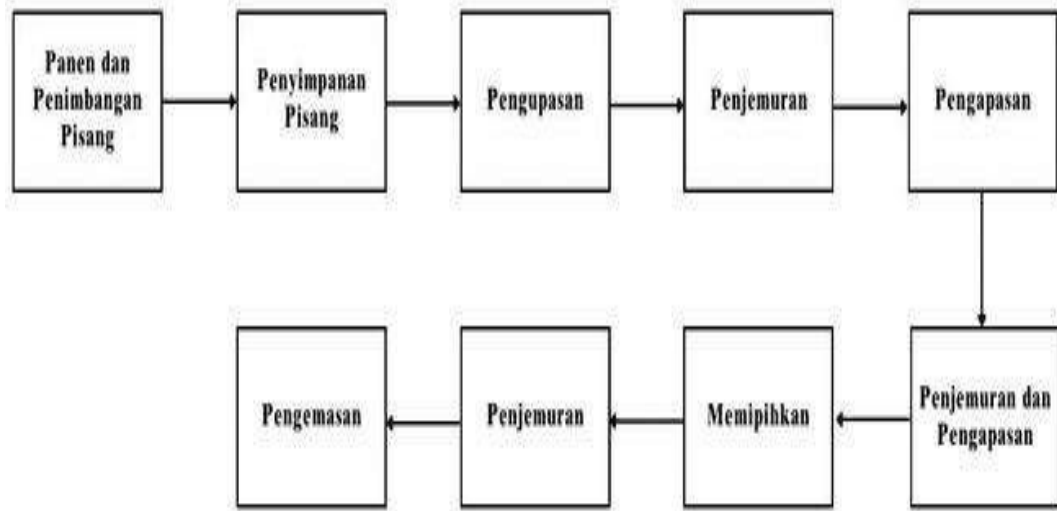 Panen dan
Penimbangan
Pisang
Penyimpanan
Pisang
Pengupasan
Penjemuran
Pengapasan
Penjemuran dan
Pengapasan
Memipihkan
Penjemuran
Pengemasan